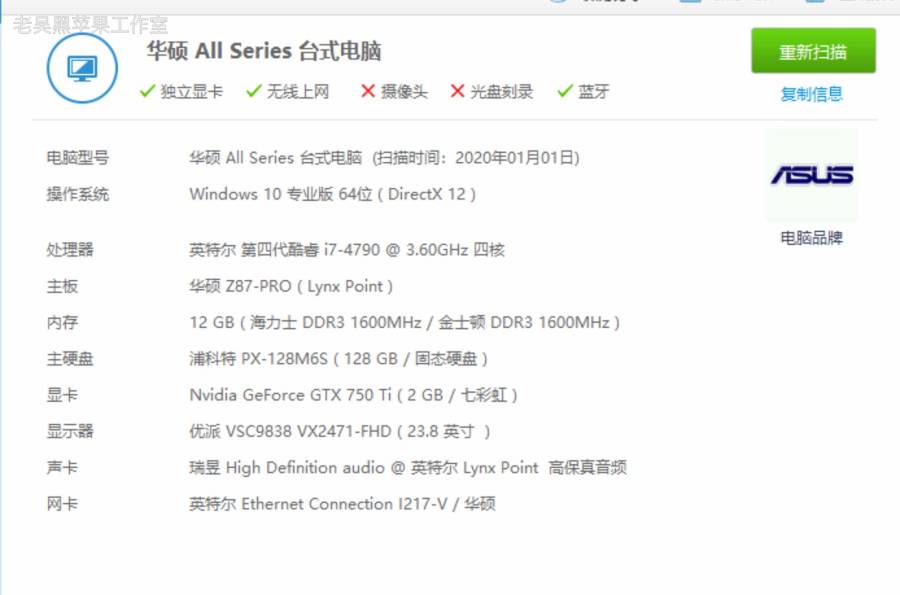 老吴黑苹果工作室
华硕 All Series 台式电脑
重新扫描
独立显卡 无线上网 摄像头 光盘刻录 蓝牙
复制信息
电脑型号 华硕 All Series 台式电脑 (扫描时间：2020年01月01日)
操作系统 Windows 10 专业版 64位 ( DirectX 12 )
ASUS
电脑品牌
处理器 英特尔 第四代酷睿 i7-4790 @ 3.60GHz 四核
主板 华硕 Z87-PRO ( Lynx Point )
内存 12 GB ( 海力士 DDR3 1600MHz / 金士顿 DDR3 1600MHz )
主硬盘 浦科特 PX-128M6S ( 128 GB / 固态硬盘 )
显卡 Nvidia GeForce GTX 750 Ti ( 2 GB / 七彩虹 )
显示器 优派 VSC9838 VX2471-FHD ( 23.8 英寸 )
声卡 瑞昱 High Definition audio @ 英特尔 Lynx Point 高保真音频
网卡 英特尔 Ethernet Connection I217-V / 华硕